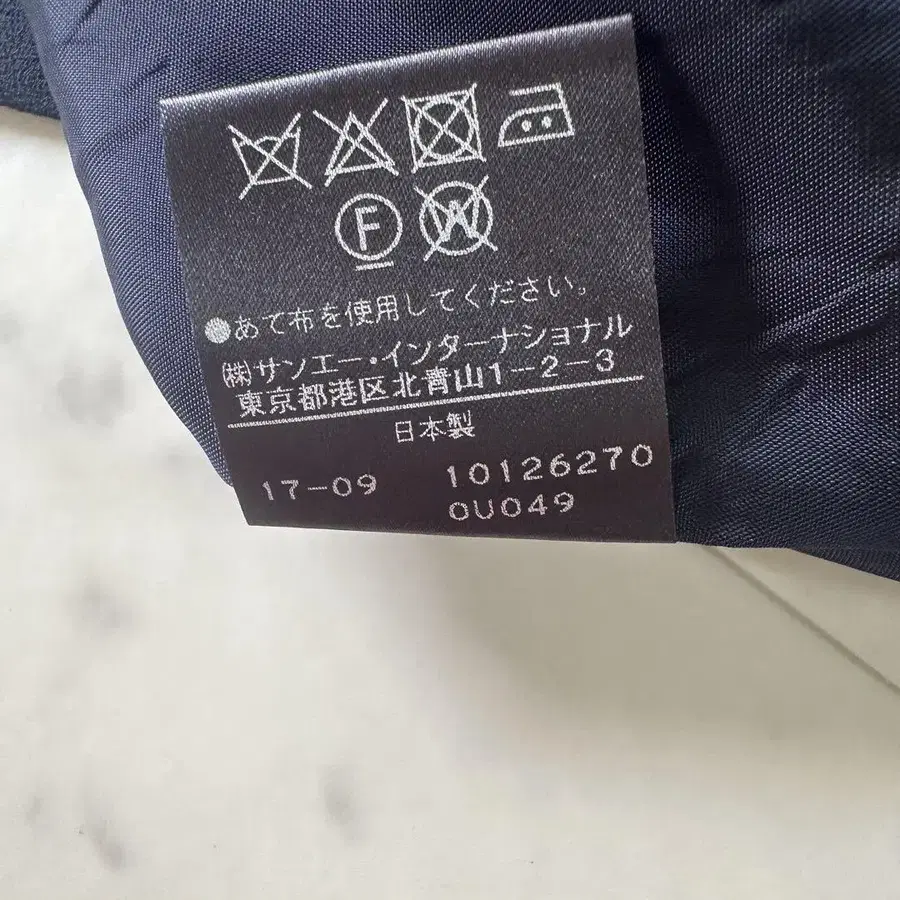 F W
●あて布を使用してください。
㈱サンエー・インターナショナル
東京都港区北青山1-2-3
日本製
17-09 10126270
0U049